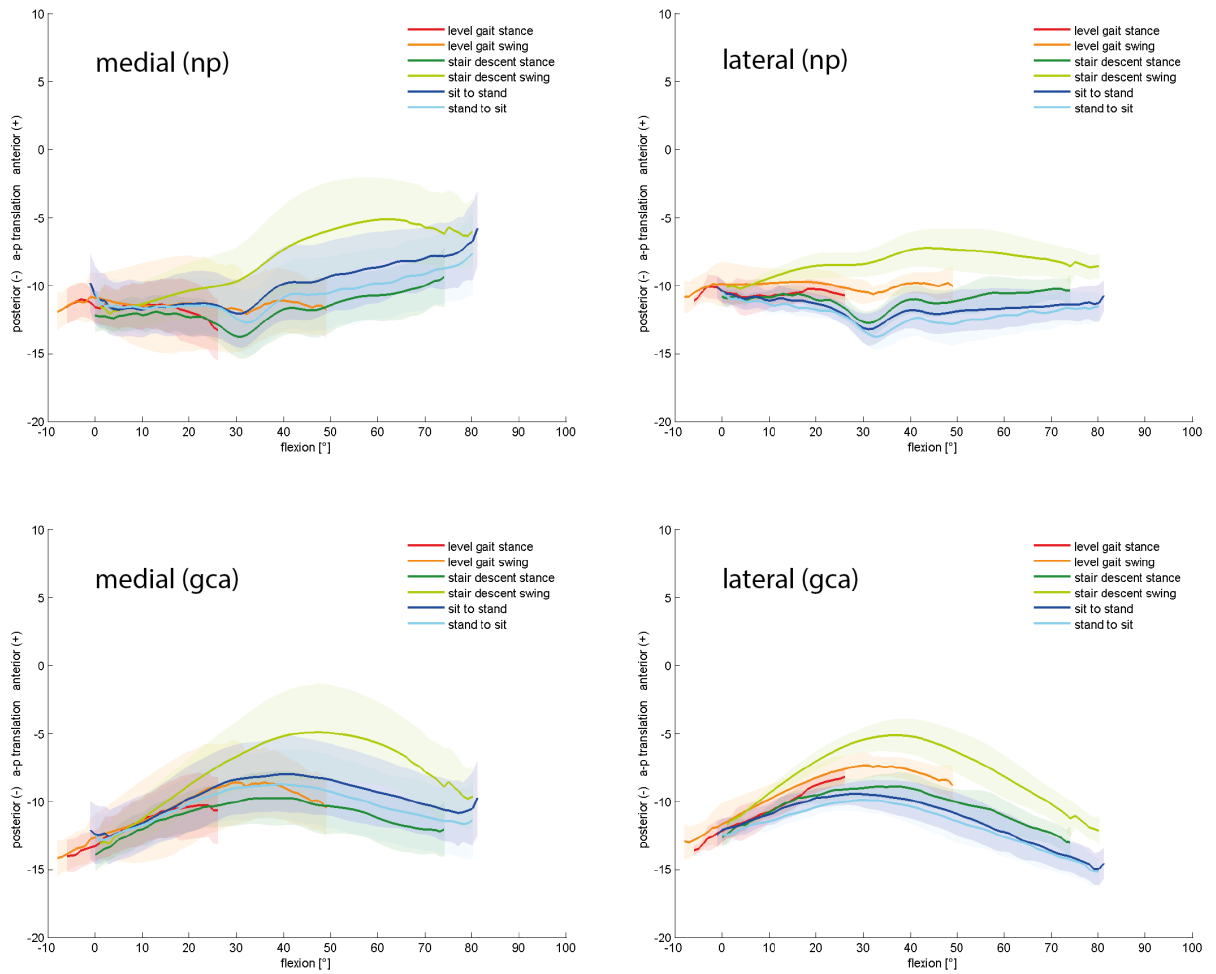 medial (np)
level gait stance
level gait swing
stair descent stance
stair descent swing
sit to stand
stand to sit
10
5
0
-5
-10
-15
-20
posterior (-) a-p translation anterior (+)
-10 0 10 20 30 40 50 60 70 80 90 100
flexion [°]
lateral (np)
level gait stance
level gait swing
stair descent stance
stair descent swing
sit to stand
stand to sit
10
5
0
-5
-10
-15
-20
posterior (-) a-p translation anterior (+)
-10 0 10 20 30 40 50 60 70 80 90 100
flexion [°]
medial (gca)
level gait stance
level gait swing
stair descent stance
stair descent swing
sit to stand
stand to sit
10
5
0
-5
-10
-15
-20
posterior (-) a-p translation anterior (+)
-10 0 10 20 30 40 50 60 70 80 90 100
flexion [°]
lateral (gca)
level gait stance
level gait swing
stair descent stance
stair descent swing
sit to stand
stand to sit
10
5
0
-5
-10
-15
-20
posterior (-) a-p translation anterior (+)
-10 0 10 20 30 40 50 60 70 80 90 100
flexion [°]